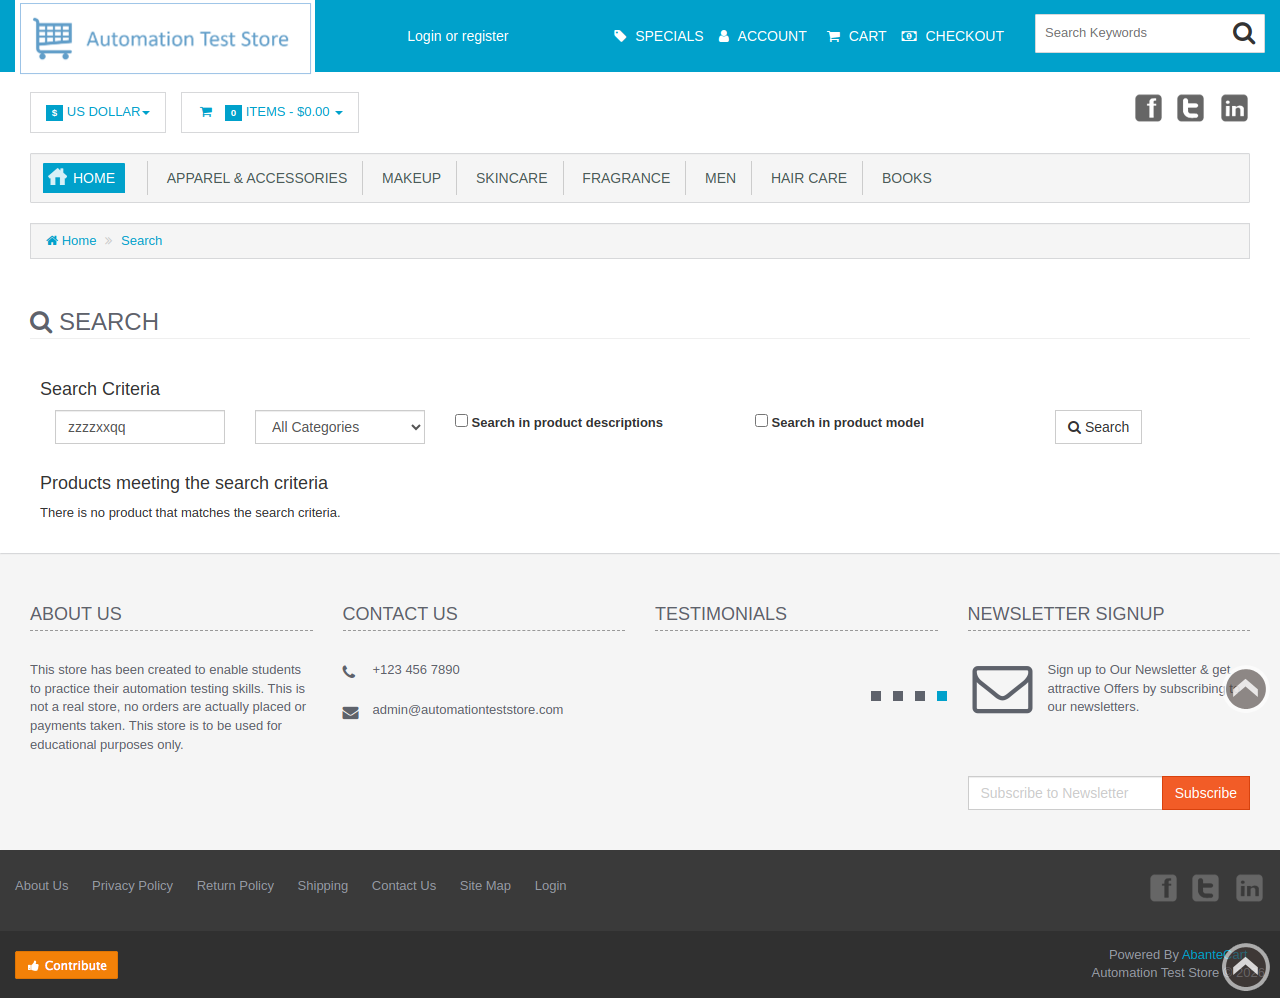 Automation Test Store
Login or register
SPECIALS ACCOUNT CART CHECKOUT
Search Keywords
$ US DOLLAR
0 ITEMS - $0.00
HOME APPAREL & ACCESSORIES MAKEUP SKINCARE FRAGRANCE MEN HAIR CARE BOOKS
Home Search
SEARCH
Search Criteria
zzzzxxqq All Categories Search in product descriptions Search in product model Search
Products meeting the search criteria
There is no product that matches the search criteria.
ABOUT US
This store has been created to enable students
to practice their automation testing skills. This is
not a real store, no orders are actually placed or
payments taken. This store is to be used for
educational purposes only.
CONTACT US
+123 456 7890
admin@automationteststore.com
TESTIMONIALS
NEWSLETTER SIGNUP
Sign up to Our Newsletter & get
attractive Offers by subscribing
our newsletters.
Subscribe to Newsletter Subscribe
About Us Privacy Policy Return Policy Shipping Contact Us Site Map Login
Contribute
Powered By AbanteCart
Automation Test Store © 2026